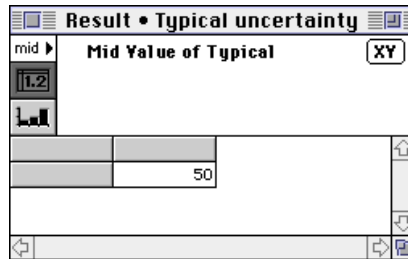 Result • Typical uncertainty
mid
Mid Value of Typical
XY
1.2
50